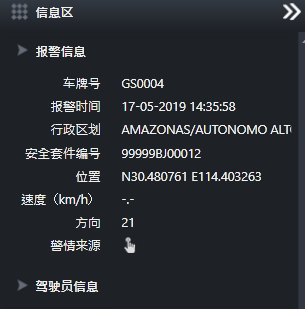 信息区
报警信息
车牌号 GS0004
报警时间 17-05-2019 14:35:58
行政区划 AMAZONAS/AUTONOMO ALTO
安全套件编号 99999BJ00012
位置 N30.480761 E114.403263
速度（km/h） -.-
方向 21
警情来源
驾驶员信息